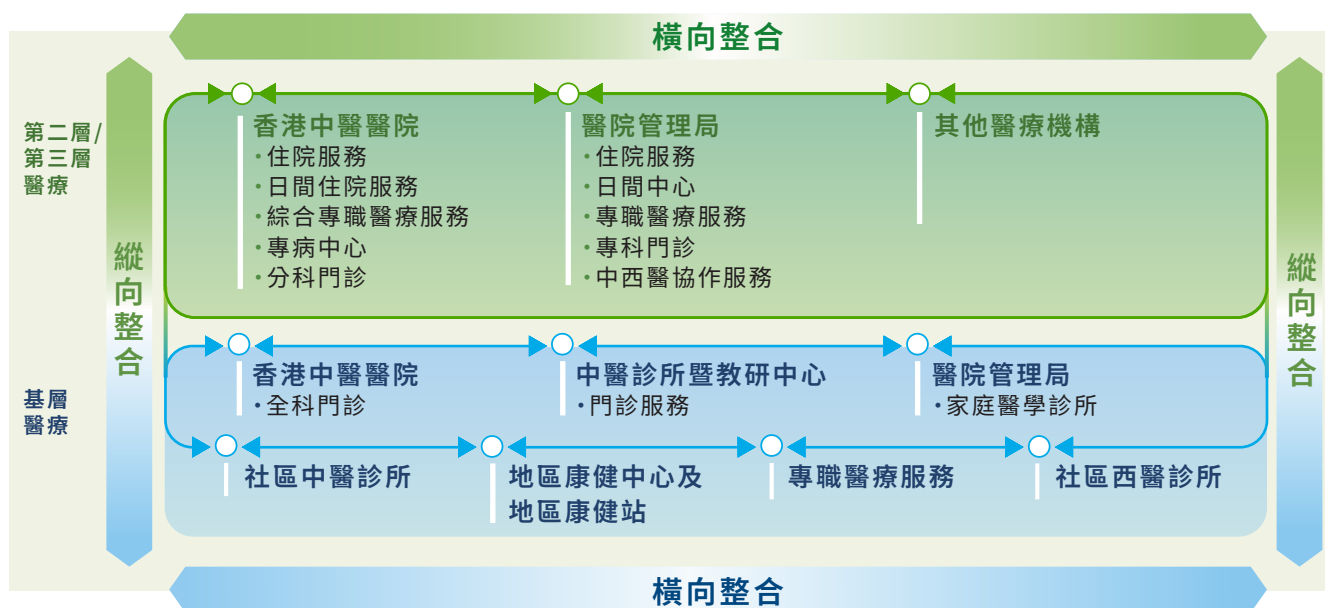 橫向整合
第二層/
第三層
醫療
縱向整合
香港中醫醫院
·住院服務
·日間住院服務
·綜合專職醫療服務
·專病中心
·分科門診
醫院管理局
·住院服務
·日間中心
·專職醫療服務
·專科門診
·中西醫協作服務
其他醫療機構
縱向整合
基層
醫療
香港中醫醫院
·全科門診
中醫診所暨教研中心
·門診服務
醫院管理局
·家庭醫學診所
社區中醫診所
地區康健中心及
地區康健站
專職醫療服務
社區西醫診所
橫向整合